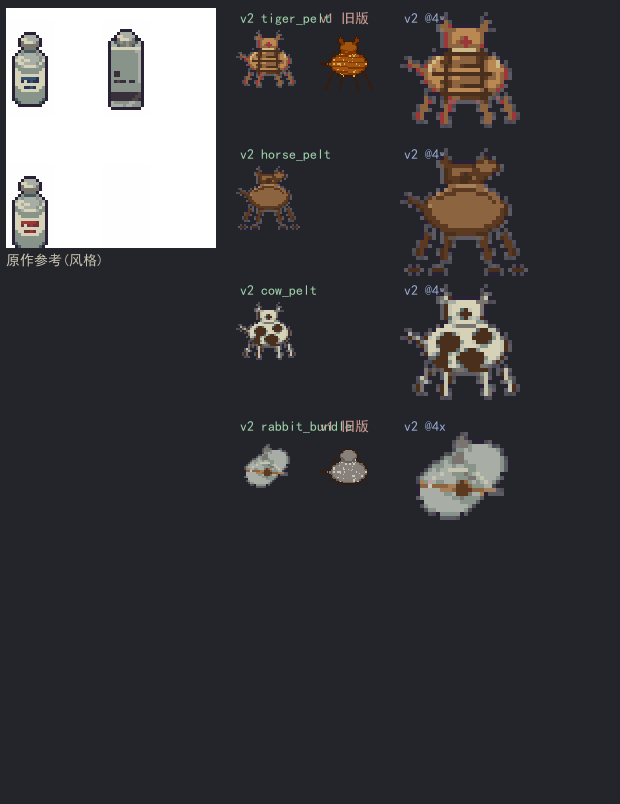 v2 tiger_pelt
v1 旧版
v2 @4x
v2 horse_pelt
v2 @4x
原作参考(风格)
v2 cow_pelt
v2 @4x
v2 rabbit_bundle
v1 旧版
v2 @4x